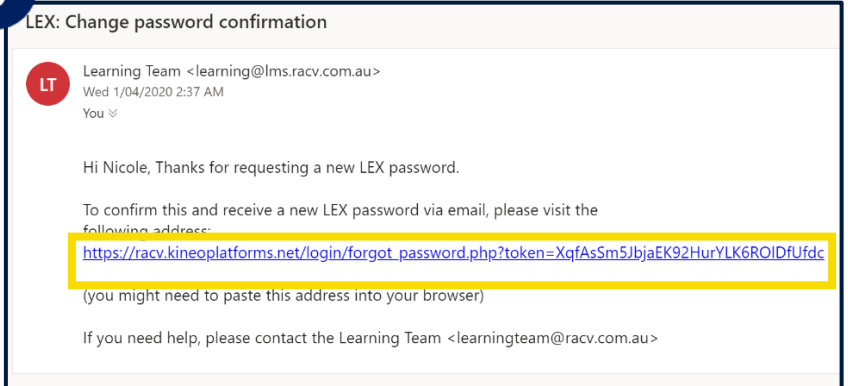 LEX: Change password confirmation
LT
Learning Team <learning@lms.racv.com.au>
Wed 1/04/2020 2:37 AM
You
Hi Nicole, Thanks for requesting a new LEX password.
To confirm this and receive a new LEX password via email, please visit the
following address:
https://racv.kineoplatforms.net/login/forgot_password.php?token=XqfAsSm5JbjaEK92HurYLK6ROlDfUfdc
(you might need to paste this address into your browser)
If you need help, please contact the Learning Team <learningteam@racv.com.au>